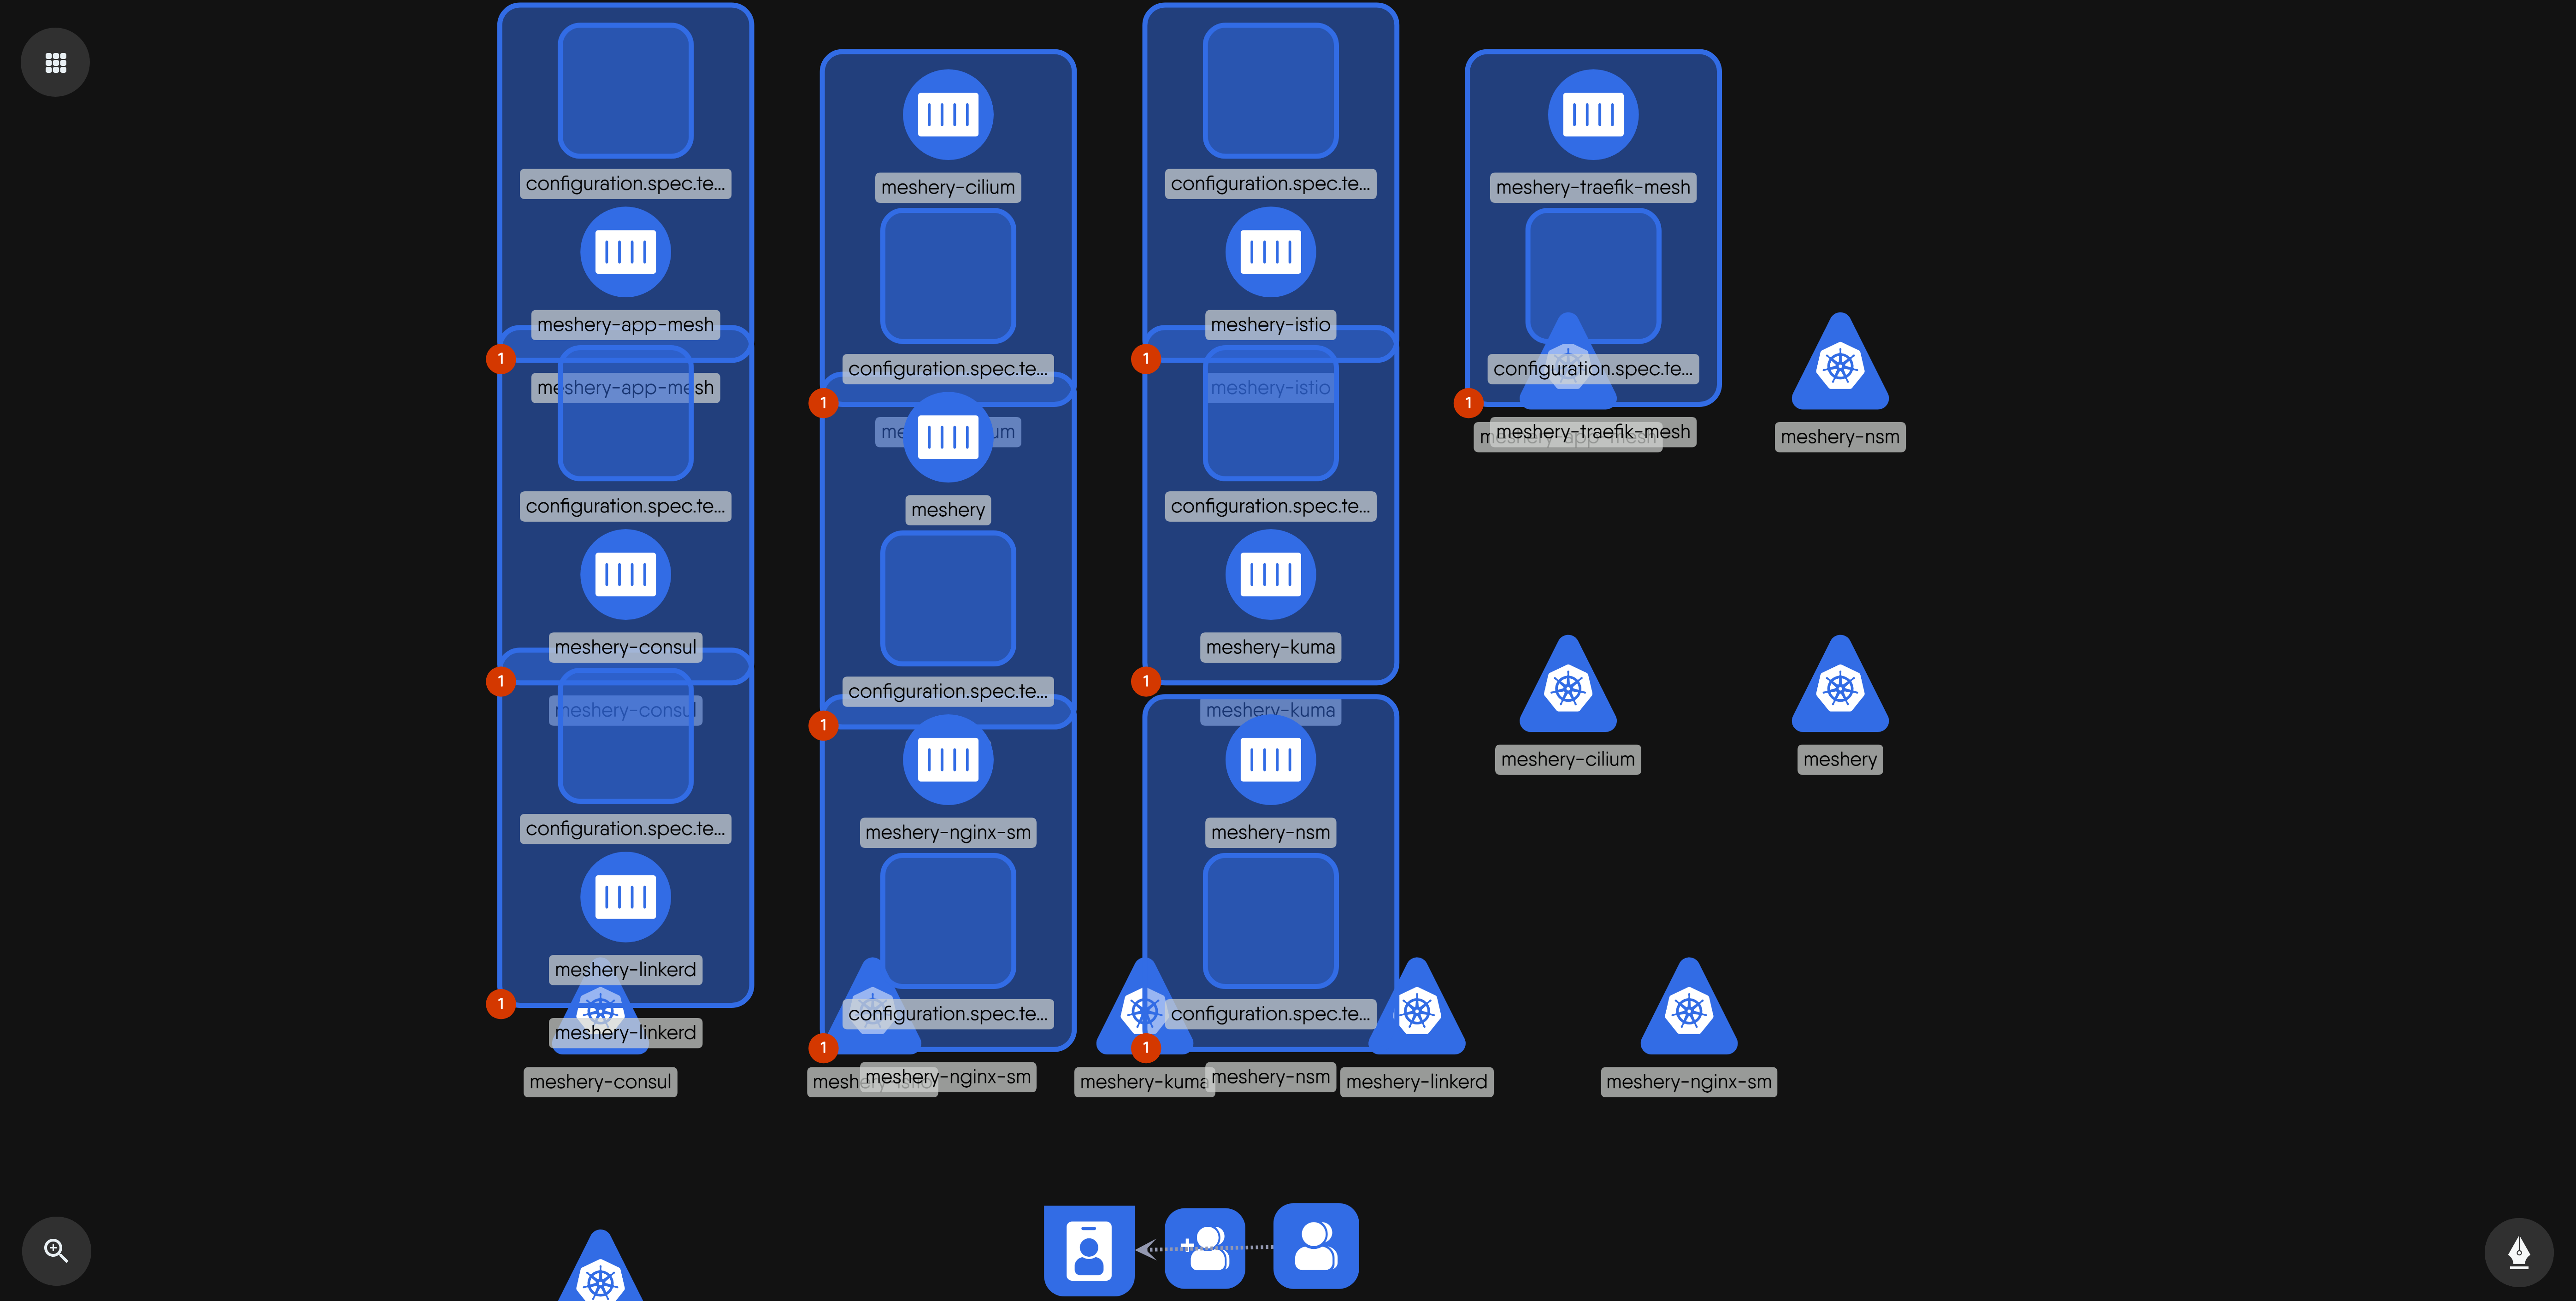 configuration.spec.te...
meshery-app-mesh
1
meshery-app-mesh
configuration.spec.te...
meshery-consul
1
meshery-consul
configuration.spec.te...
meshery-linkerd
1
meshery-linkerd
meshery-consul
meshery-cilium
configuration.spec.te...
1
meshery
configuration.spec.te...
1
meshery-nginx-sm
configuration.spec.te...
1
meshery-nginx-sm
configuration.spec.te...
meshery-istio
1
meshery-istio
configuration.spec.te...
meshery-kuma
1
meshery-kuma
meshery-nsm
configuration.spec.te...
1
meshery-kuma
meshery-nsm
meshery-linkerd
meshery-traefik-mesh
configuration.spec.te...
1
meshery-traefik-mesh
meshery-nsm
meshery-cilium
meshery
meshery-nginx-sm